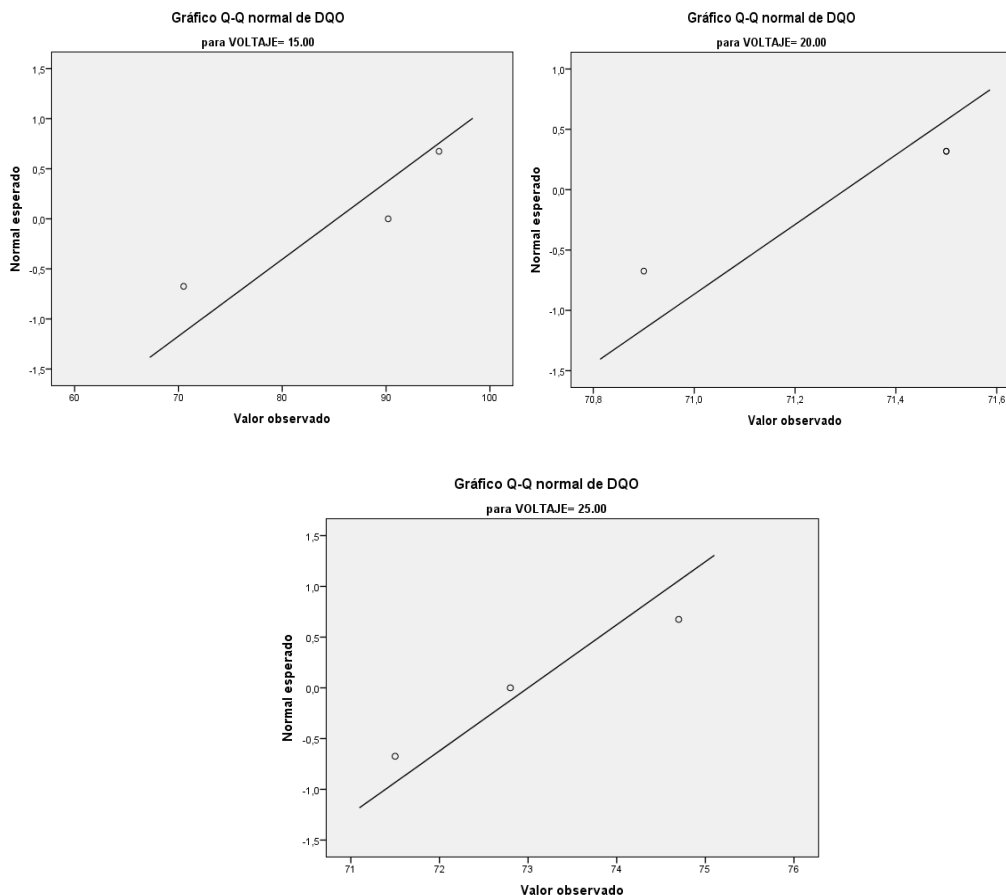 Gráfico Q-Q normal de DQO
para VOLTAJE= 15.00
Normal esperado
1,5
1,0
0,5
0,0
-0,5
-1,0
-1,5
60 70 80 90 100
Valor observado
Gráfico Q-Q normal de DQO
para VOLTAJE= 20.00
Normal esperado
1,0
0,5
0,0
-0,5
-1,0
-1,5
70,8 71,0 71,2 71,4 71,6
Valor observado
Gráfico Q-Q normal de DQO
para VOLTAJE= 25.00
Normal esperado
1,5
1,0
0,5
0,0
-0,5
-1,0
-1,5
71 72 73 74 75 76
Valor observado